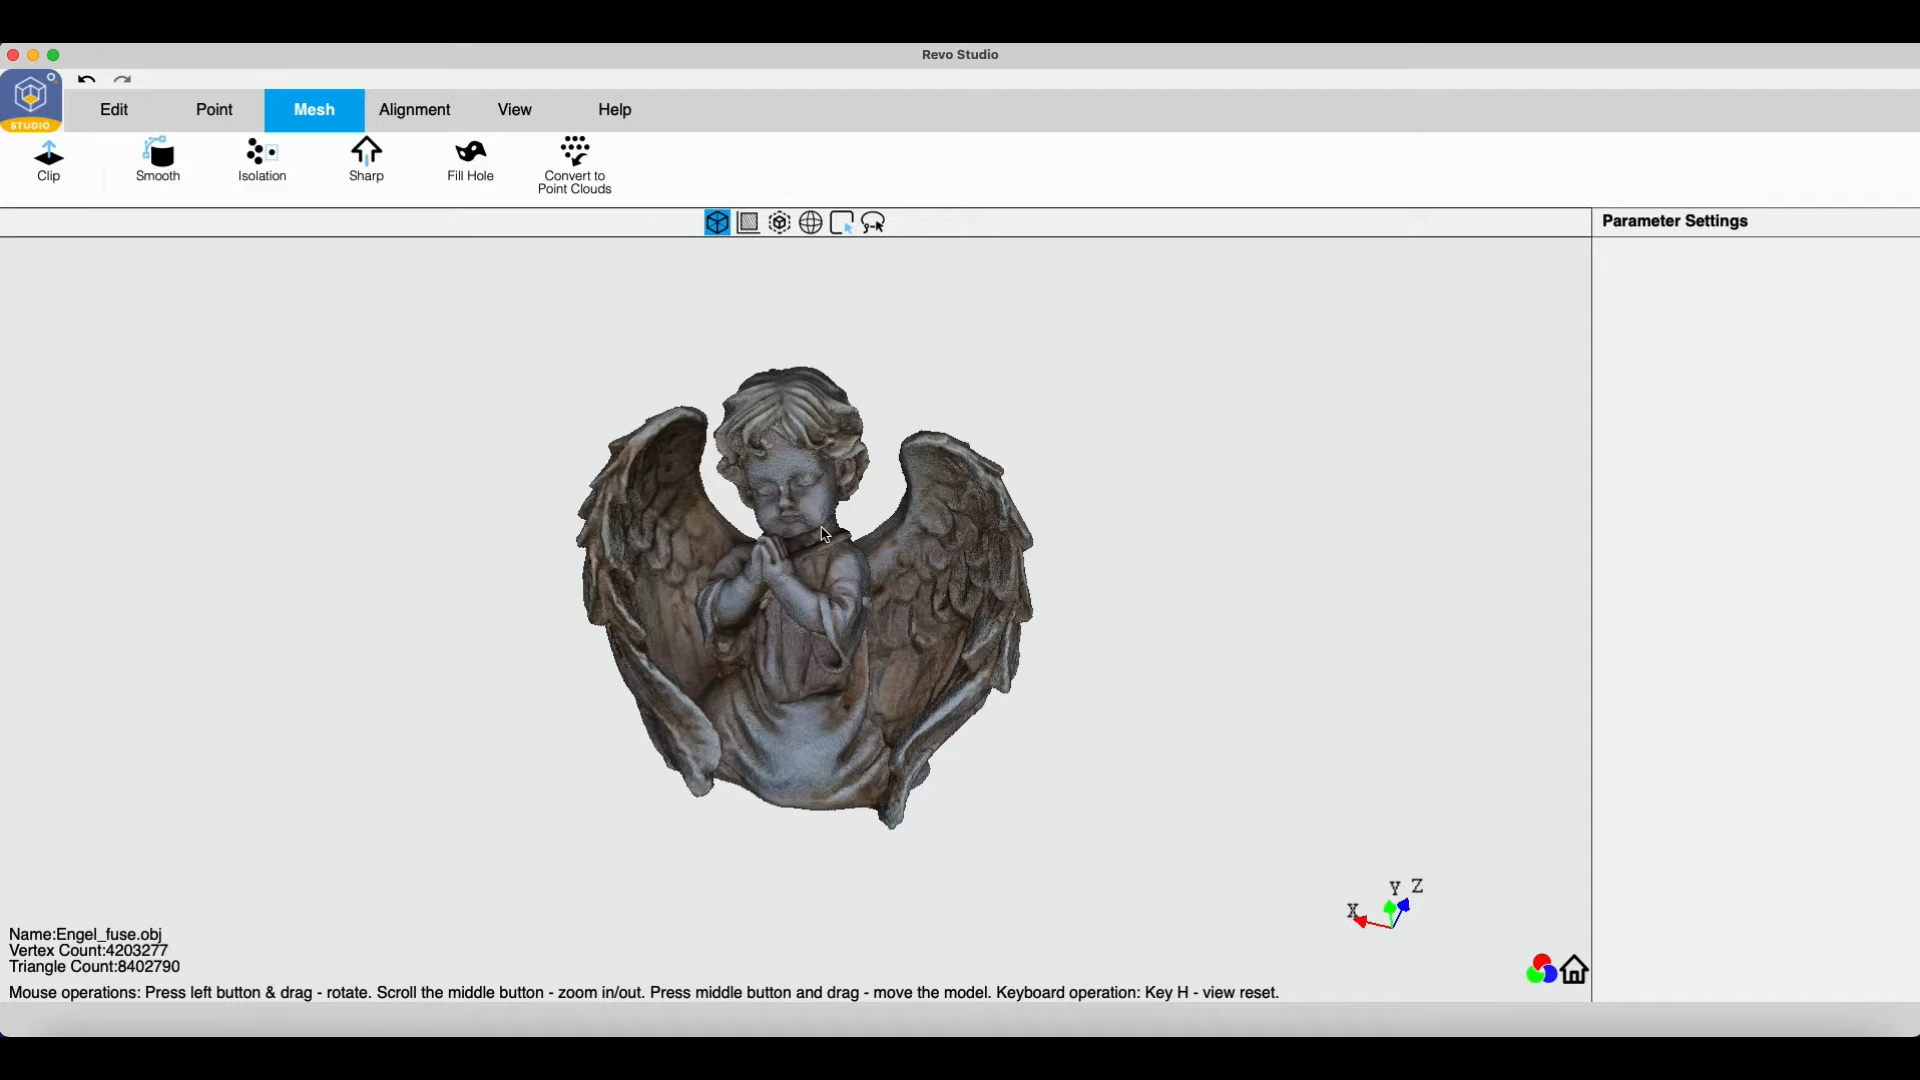 Revo Studio
STUDIO
Edit Point Mesh Alignment View Help
Clip Smooth Isolation Sharp Fill Hole Convert to
Point Clouds
Parameter Settings
Y Z
X
Name:Engel_fuse.obj
Vertex Count:4203277
Triangle Count:8402790
Mouse operations: Press left button & drag - rotate. Scroll the middle button - zoom in/out. Press middle button and drag - move the model. Keyboard operation: Key H - view reset.